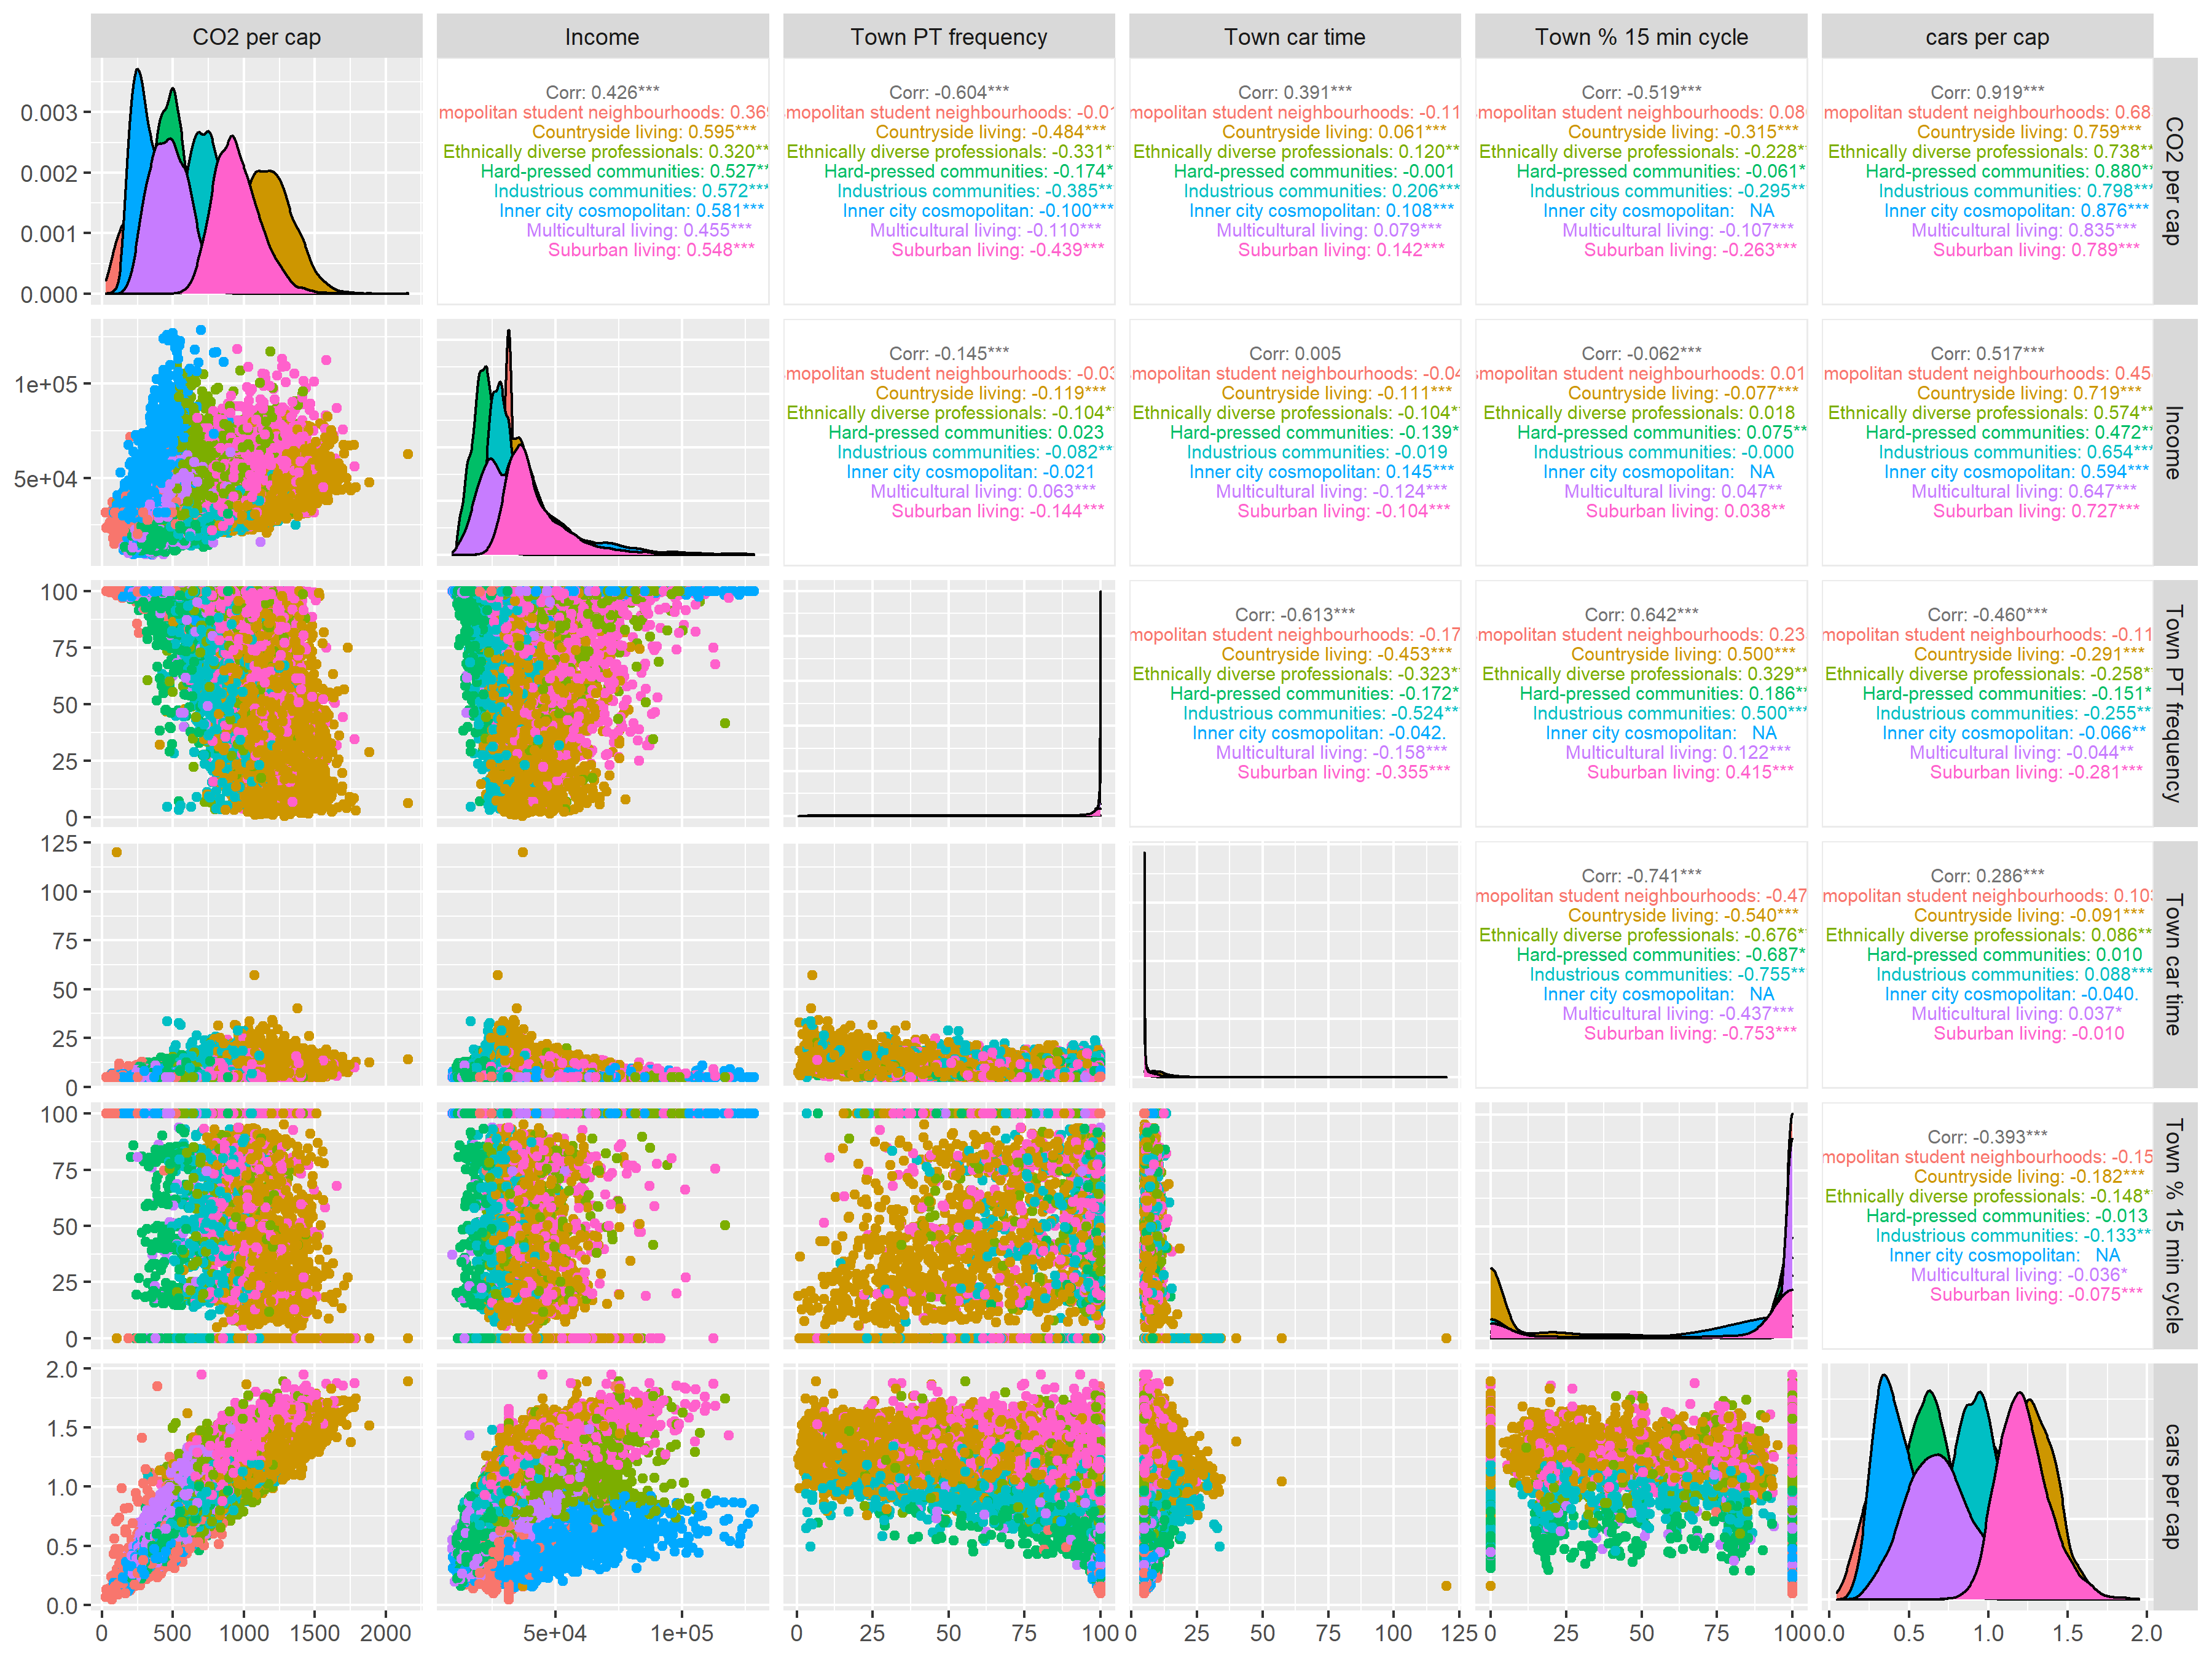 CO2 per cap
Income
Town PT frequency
Town car time
Town % 15 min cycle
cars per cap
0.003
0.002
0.001
0.000
Corr: 0.426***
mopolitan student neighbourhoods: 0.369
Countryside living: 0.595***
Ethnically diverse professionals: 0.320**
Hard-pressed communities: 0.527**
Industrious communities: 0.572***
Inner city cosmopolitan: 0.581***
Multicultural living: 0.455***
Suburban living: 0.548***
Corr: -0.604***
mopolitan student neighbourhoods: -0.01
Countryside living: -0.484***
Ethnically diverse professionals: -0.331*
Hard-pressed communities: -0.174*
Industrious communities: -0.385**
Inner city cosmopolitan: -0.100***
Multicultural living: -0.110***
Suburban living: -0.439***
Corr: 0.391***
mopolitan student neighbourhoods: -0.11
Countryside living: 0.061***
Ethnically diverse professionals: 0.120**
Hard-pressed communities: -0.001
Industrious communities: 0.206***
Inner city cosmopolitan: 0.108***
Multicultural living: 0.079***
Suburban living: 0.142***
Corr: -0.519***
mopolitan student neighbourhoods: 0.08
Countryside living: -0.315***
Ethnically diverse professionals: -0.228*
Hard-pressed communities: -0.061*
Industrious communities: -0.295**
Inner city cosmopolitan: NA
Multicultural living: -0.107***
Suburban living: -0.263***
Corr: 0.919***
mopolitan student neighbourhoods: 0.68
Countryside living: 0.759***
Ethnically diverse professionals: 0.738**
Hard-pressed communities: 0.880**
Industrious communities: 0.798***
Inner city cosmopolitan: 0.876***
Multicultural living: 0.835***
Suburban living: 0.789***
CO2 per cap
1e+05
5e+04
Corr: -0.145***
mopolitan student neighbourhoods: -0.03
Countryside living: -0.119***
Ethnically diverse professionals: -0.104*
Hard-pressed communities: 0.023
Industrious communities: -0.082**
Inner city cosmopolitan: -0.021
Multicultural living: 0.063***
Suburban living: -0.144***
Corr: 0.005
mopolitan student neighbourhoods: -0.04
Countryside living: -0.111***
Ethnically diverse professionals: -0.104*
Hard-pressed communities: -0.139*
Industrious communities: -0.019
Inner city cosmopolitan: 0.145***
Multicultural living: -0.124***
Suburban living: -0.104***
Corr: -0.062***
mopolitan student neighbourhoods: 0.01
Countryside living: -0.077***
Ethnically diverse professionals: 0.018
Hard-pressed communities: 0.075**
Industrious communities: -0.000
Inner city cosmopolitan: NA
Multicultural living: 0.047**
Suburban living: 0.038**
Corr: 0.517***
mopolitan student neighbourhoods: 0.45
Countryside living: 0.719***
Ethnically diverse professionals: 0.574**
Hard-pressed communities: 0.472**
Industrious communities: 0.654***
Inner city cosmopolitan: 0.594***
Multicultural living: 0.647***
Suburban living: 0.727***
Income
100
75
50
25
0
Corr: -0.613***
mopolitan student neighbourhoods: -0.17
Countryside living: -0.453***
Ethnically diverse professionals: -0.323*
Hard-pressed communities: -0.172*
Industrious communities: -0.524**
Inner city cosmopolitan: -0.042.
Multicultural living: -0.158***
Suburban living: -0.355***
Corr: 0.642***
mopolitan student neighbourhoods: 0.23
Countryside living: 0.500***
Ethnically diverse professionals: 0.329**
Hard-pressed communities: 0.186**
Industrious communities: 0.500***
Inner city cosmopolitan: NA
Multicultural living: 0.122***
Suburban living: 0.415***
Corr: -0.460***
mopolitan student neighbourhoods: -0.11
Countryside living: -0.291***
Ethnically diverse professionals: -0.258*
Hard-pressed communities: -0.151*
Industrious communities: -0.255**
Inner city cosmopolitan: -0.066**
Multicultural living: -0.044**
Suburban living: -0.281***
Town PT frequency
125
100
75
50
25
0
Corr: -0.741***
mopolitan student neighbourhoods: -0.47
Countryside living: -0.540***
Ethnically diverse professionals: -0.676*
Hard-pressed communities: -0.687*
Industrious communities: -0.755**
Inner city cosmopolitan: NA
Multicultural living: -0.437***
Suburban living: -0.753***
Corr: 0.286***
mopolitan student neighbourhoods: 0.10
Countryside living: -0.091***
Ethnically diverse professionals: 0.086**
Hard-pressed communities: 0.010
Industrious communities: 0.088***
Inner city cosmopolitan: -0.040.
Multicultural living: 0.037*
Suburban living: -0.010
Town car time
100
75
50
25
0
Corr: -0.393***
mopolitan student neighbourhoods: -0.15
Countryside living: -0.182***
Ethnically diverse professionals: -0.148*
Hard-pressed communities: -0.013
Industrious communities: -0.133**
Inner city cosmopolitan: NA
Multicultural living: -0.036*
Suburban living: -0.075***
Town % 15 min cycle
2.0
1.5
1.0
0.5
0.0
cars per cap
0 500 1000 1500 2000
5e+04 1e+05
0 25 50 75 100
0 25 50 75 100 125
0 25 50 75 100
0.0 0.5 1.0 1.5 2.0